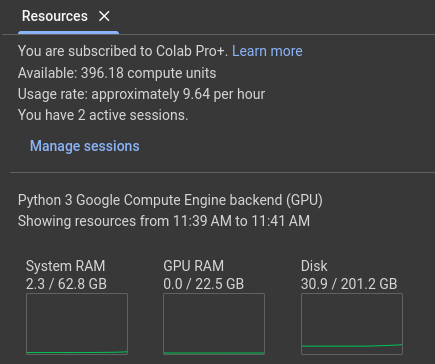 Resources
You are subscribed to Colab Pro+. Learn more
Available: 396.18 compute units
Usage rate: approximately 9.64 per hour
You have 2 active sessions.
Manage sessions
Python 3 Google Compute Engine backend (GPU)
Showing resources from 11:39 AM to 11:41 AM
System RAM
2.3 / 62.8 GB
GPU RAM
0.0 / 22.5 GB
Disk
30.9 / 201.2 GB